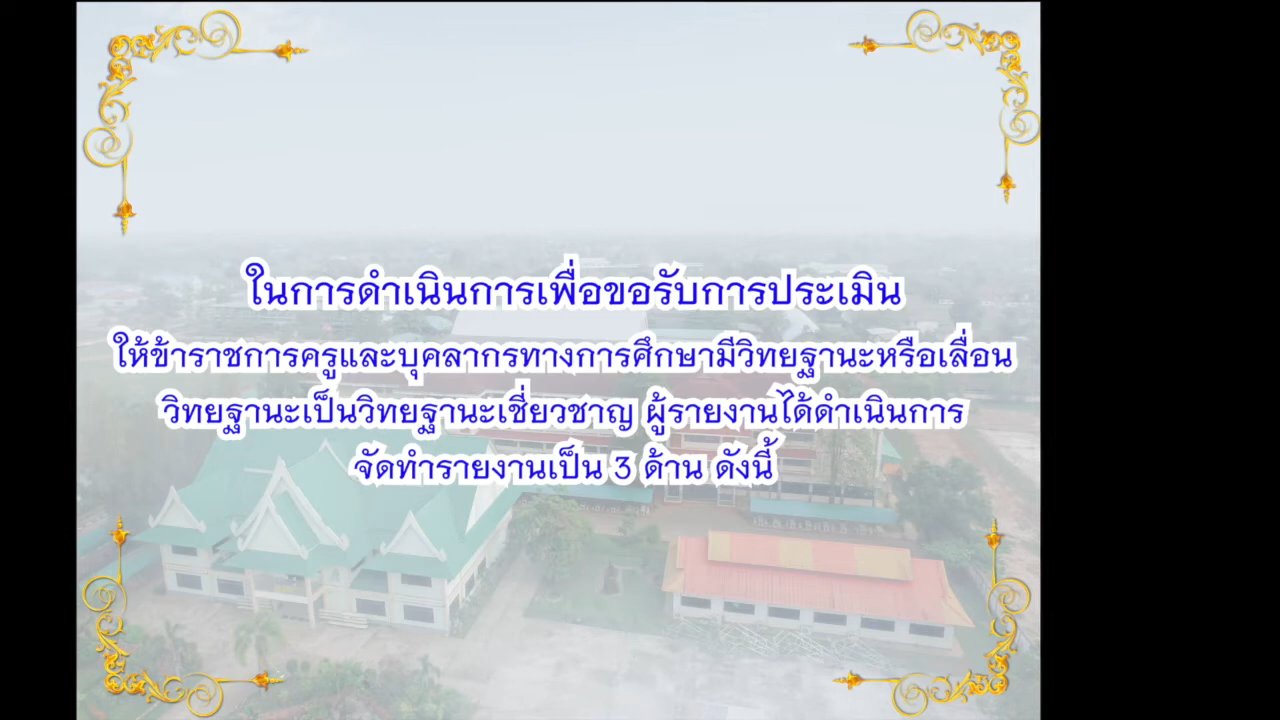 ในการดำเนินการเพื่อขอรับการประเมิน
ให้ข้าราชการครูและบุคลากรทางการศึกษามีวิทยฐานะหรือเลื่อน
วิทยฐานะเป็นวิทยฐานะเชี่ยวชาญ ผู้รายงานได้ดำเนินการ
จัดทำรายงานเป็น 3 ด้าน ดังนี้